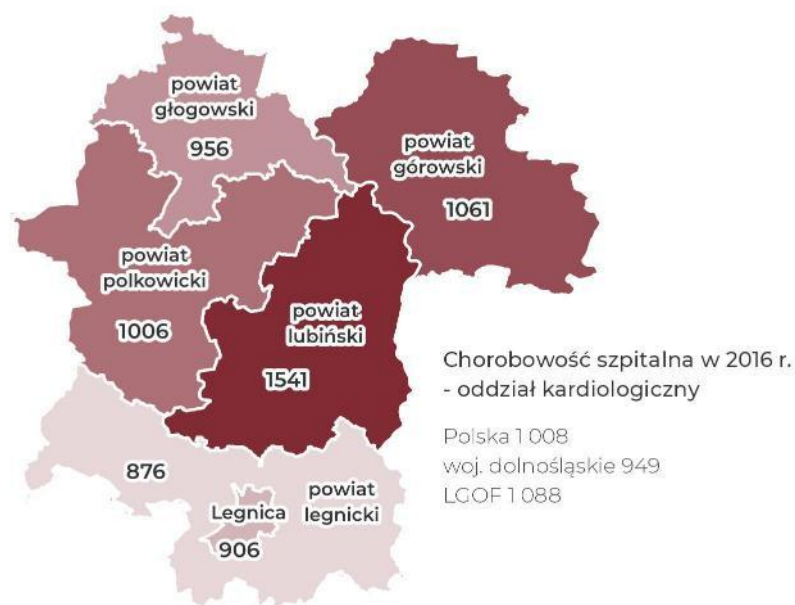 powiat
głogowski
956
powiat
górowski
1061
powiat
polkowicki
1006
powiat
lubiński
1541
Chorobowość szpitalna w 2016 r.
- oddział kardiologiczny
Polska 1 008
woj. dolnośląskie 949
LGOF 1 088
876
powiat
legnicki
Legnica
906